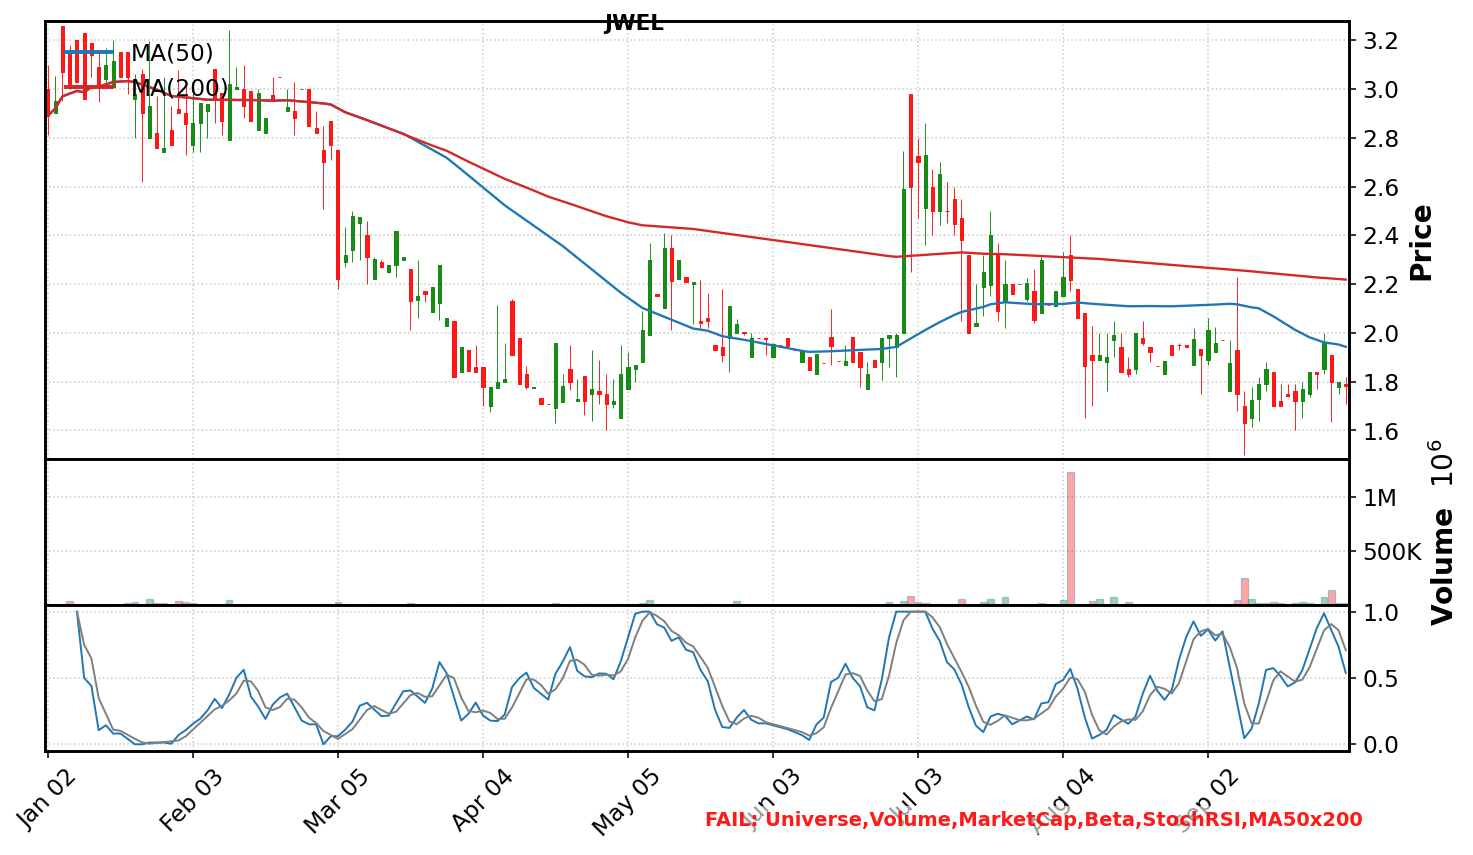 JWEL
MA(50)
MA(200)
3.2
3.0
2.8
2.6
2.4
2.2
2.0
1.8
1.6
Price
1M
500K
Volume 10⁶
1.0
0.5
0.0
Jan 02
Feb 03
Mar 05
Apr 04
May 05
Jun 03
Jul 03
Aug 04
Sep 02
FAIL: Universe,Volume,MarketCap,Beta,StochRSI,MA50x200